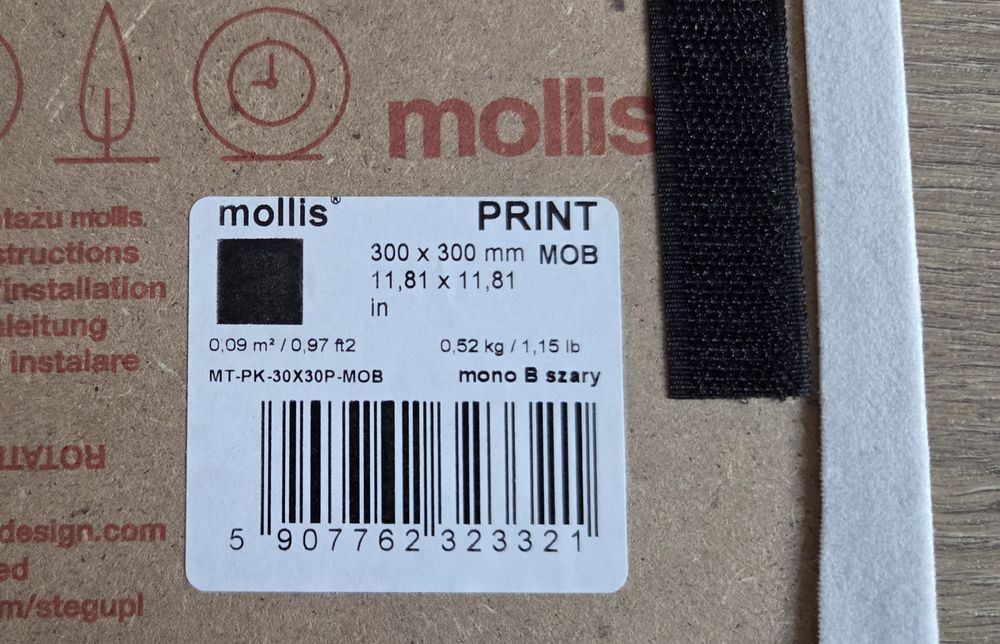 mollis
tażu mollis.
structions
installation
leitung
instalare
ROTATI
design.com
ed
m/stegupl
mollis®
PRINT
300 x 300 mm MOB
11,81 x 11,81
in
0,09 m² / 0,97 ft2
0,52 kg / 1,15 lb
MT-PK-30X30P-MOB
mono B szary
5 907762 323321